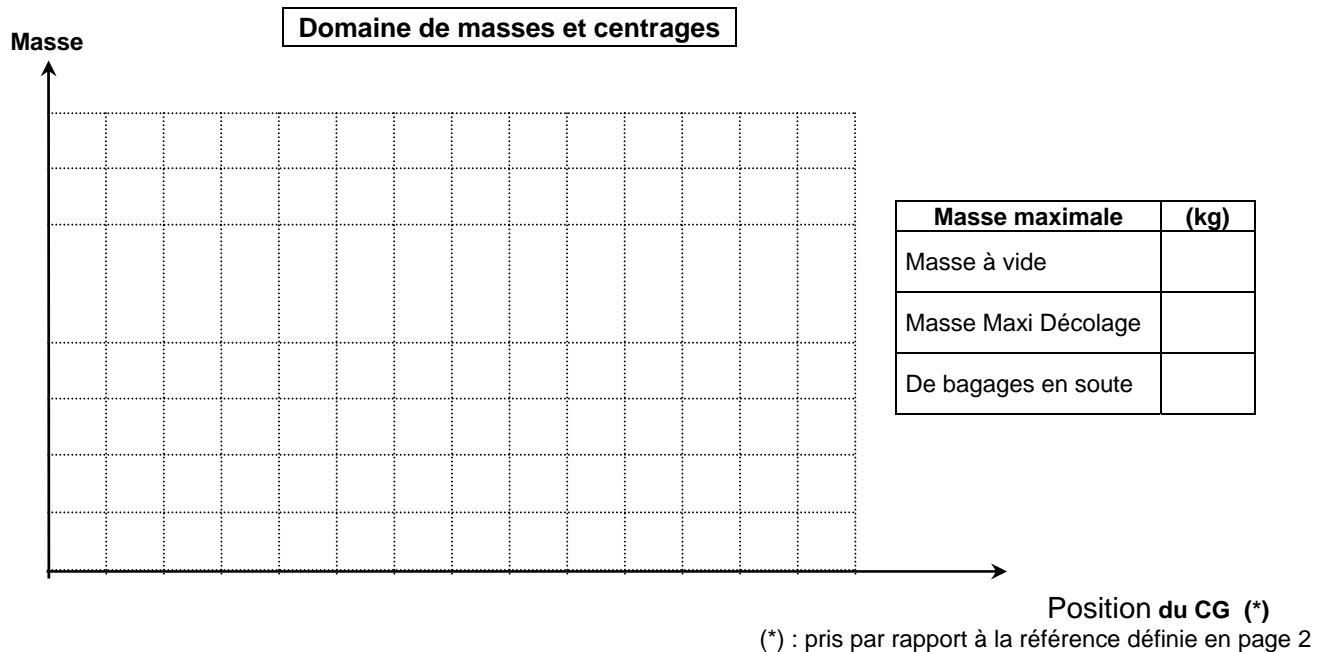 Domaine de masses et centrages
Masse
Masse maximale (kg)
Masse à vide
Masse Maxi Décolage
De bagages en soute
Position du CG (*)
(*) : pris par rapport à la référence définie en page 2